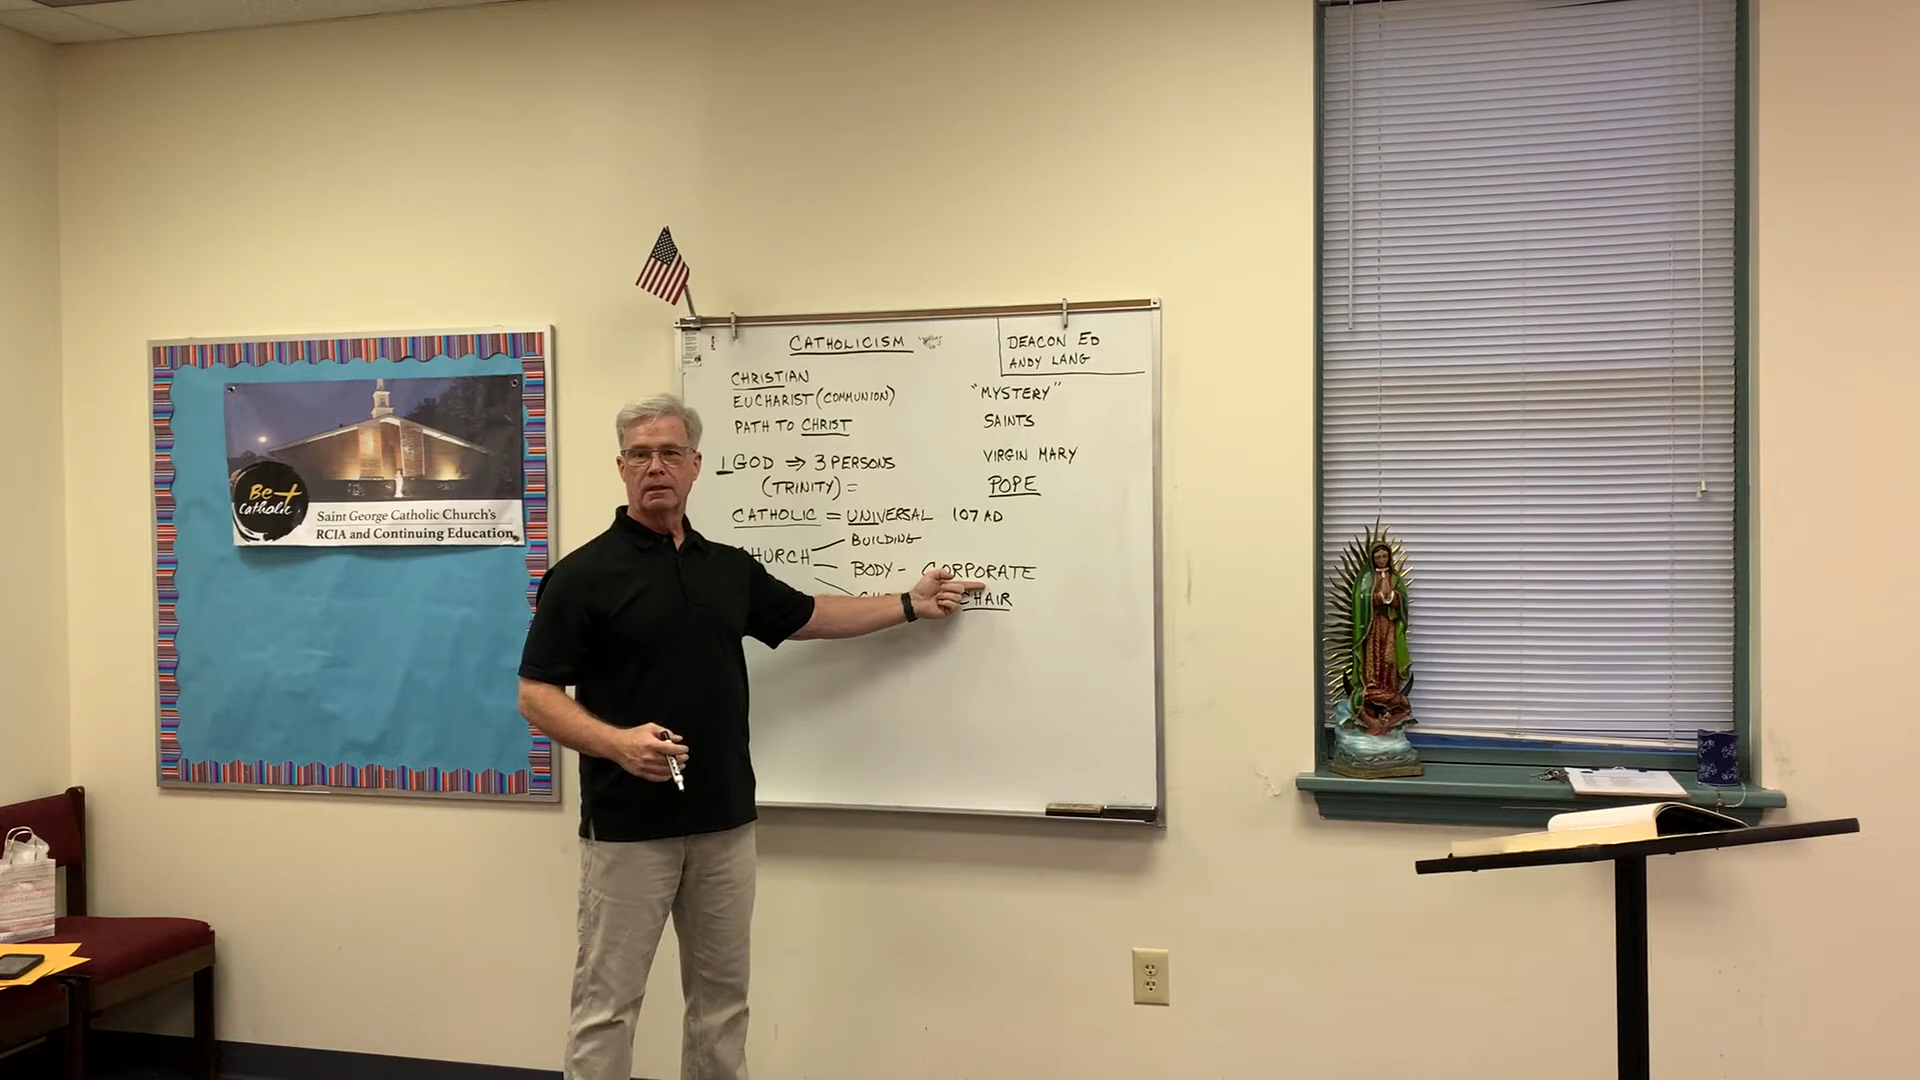 Be
Catholic.
Saint George Catholic Church's
RCIA and Continuing Education
CATHOLICISM
DEACON ED
ANDY LANG
CHRISTIAN
EUCHARIST (COMMUNION)
PATH TO CHRIST
1 GOD ⇒ 3 PERSONS
(TRINITY) =
"MYSTERY"
SAINTS
VIRGIN MARY
POPE
CATHOLIC = UNIVERSAL 107 AD
BUILDING
BODY - CORPORATE
CHAIR